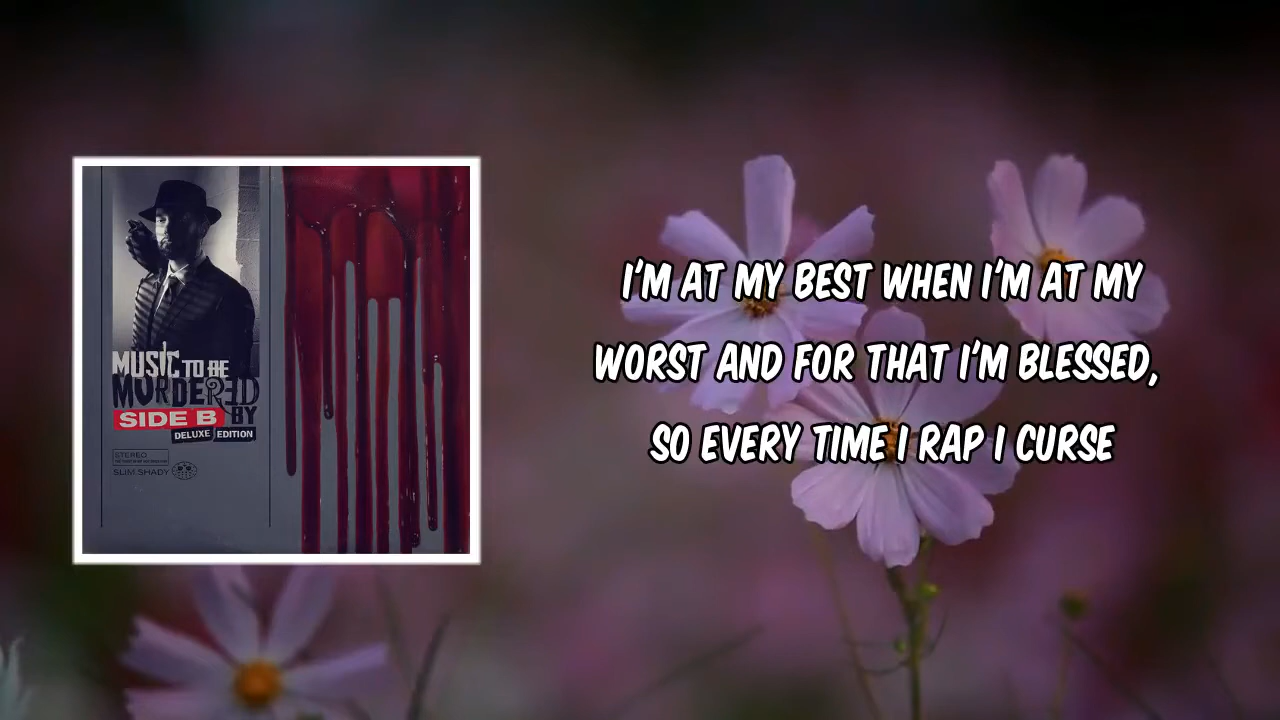 MUSIC TO BE
MURDERED
SIDE B BY
DELUXE EDITION
STEREO
SLIM SHADY
I'M AT MY BEST WHEN I'M AT MY
WORST AND FOR THAT I'M BLESSED,
SO EVERY TIME I RAP I CURSE